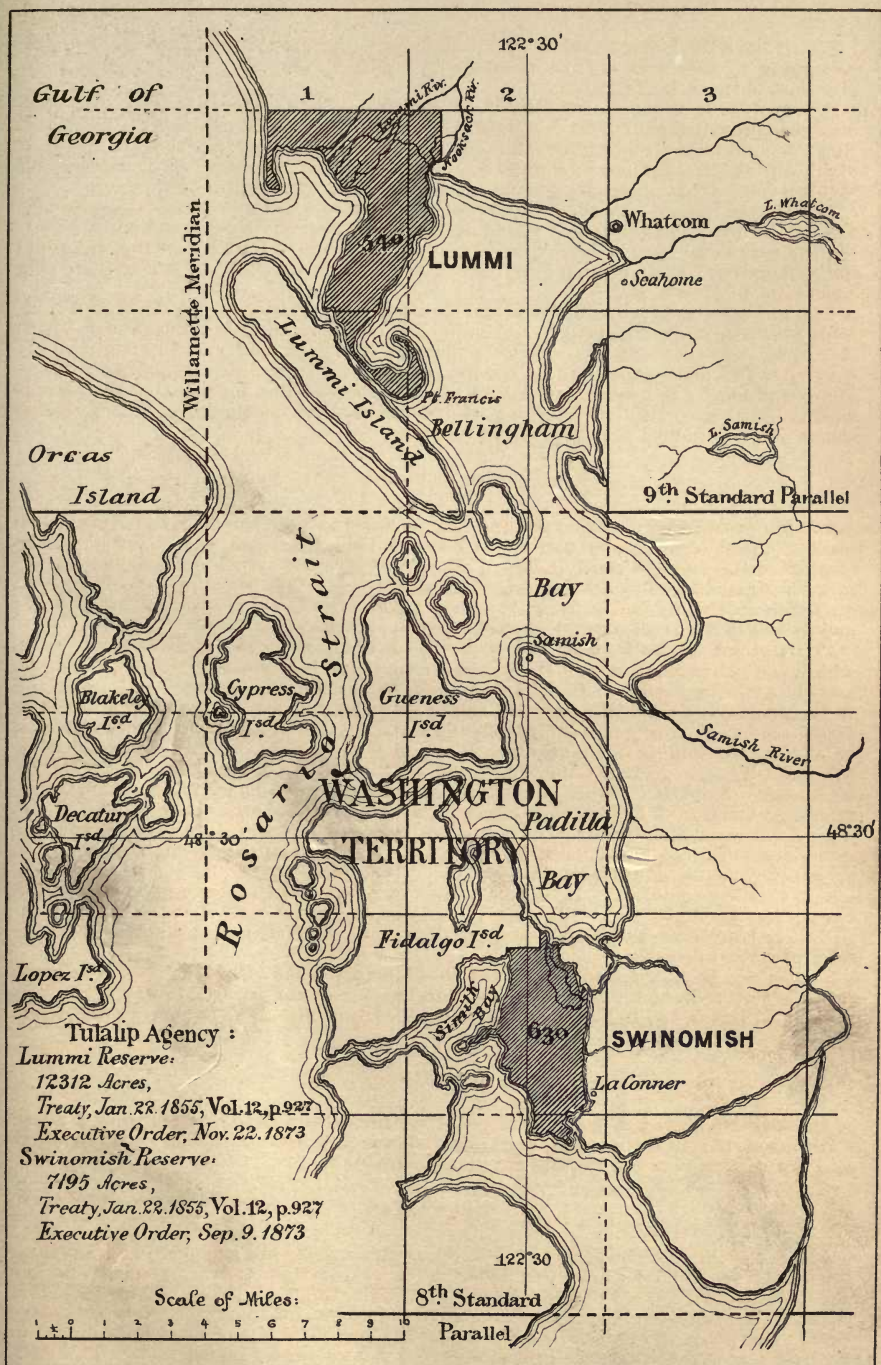 122°30'
1
2
3
Gulf of
Georgia
Lummi Riv.
Nooksack Riv.
Willamette Meridian
540
LUMMI
Whatcom
L. Whatcom
Seahome
Lummi Island
Pt. Francis
Bellingham
L. Samish
Orcas
Island
9th Standard Parallel
Rosario Strait
Bay
Samish
Blakeley
Isd
Cypress
Isd
Gueness
Isd
Samish River
WASHINGTON
TERRITORY
Decatur
Isd
48°30'
Padilla
Bay
48°30'
Fidalgo Isd.
Lopez Isd
Similk Bay
630
SWINOMISH
La Conner
Tulalip Agency :
Lummi Reserve:
12312 Acres,
Treaty, Jan. 22. 1855, Vol. 12, p. 927
Executive Order, Nov. 22. 1873
Swinomish Reserve:
7195 Acres,
Treaty, Jan. 22. 1855, Vol. 12, p. 927
Executive Order, Sep. 9. 1873
122°30
Scale of Miles:
1 ½ 0 1 2 3 4 5 6 7 8 9 10
8th Standard
Parallel